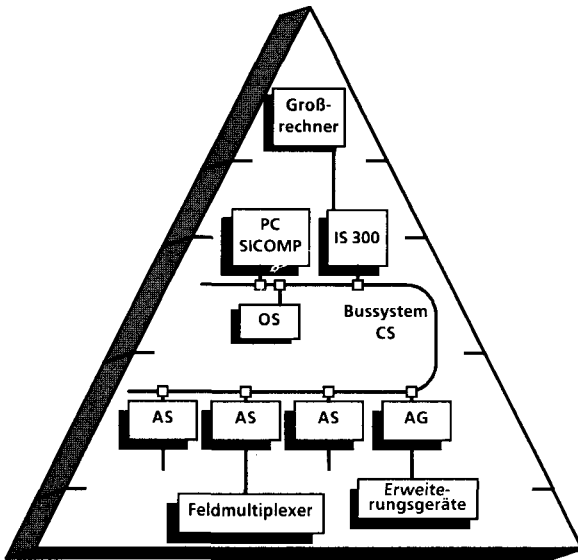 Groß-
rechner
PC
SICOMP
IS 300
OS
Bussystem
CS
AS
AS
AS
AG
Feldmultiplexer
Erweite-
rungsgeräte